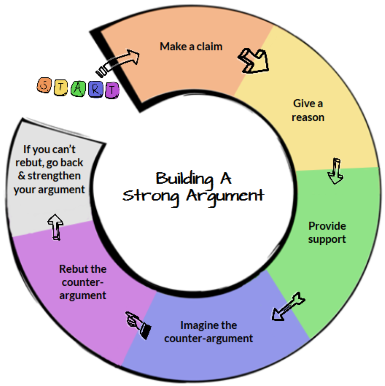 START
Make a claim
Give a
reason
Provide
support
Imagine the
counter-argument
Rebut the
counter-
argument
If you can't
rebut, go back
& strengthen
your argument
Building A
Strong Argument